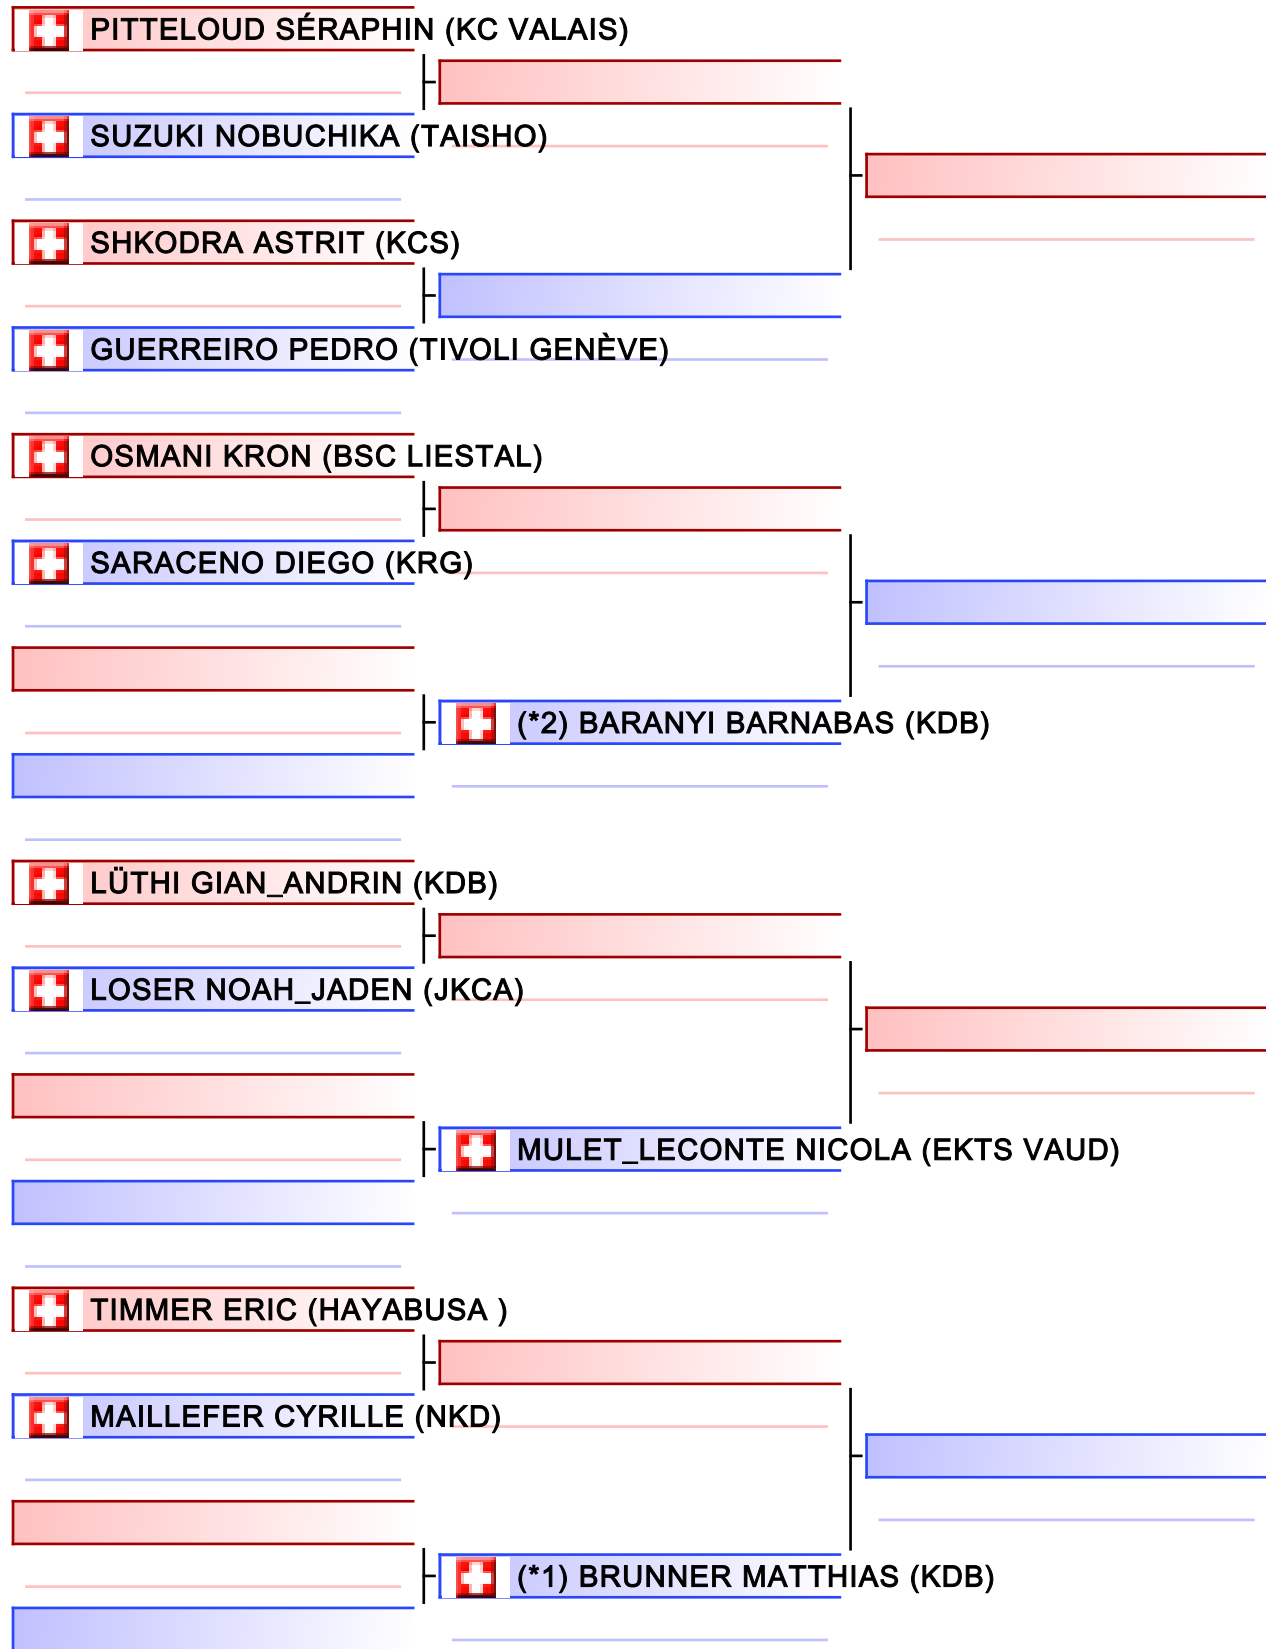 PITTELOUD SÉRAPHIN (KC VALAIS)
SUZUKI NOBUCHIKA (TAISHO)
SHKODRA ASTRIT (KCS)
GUERREIRO PEDRO (TIVOLI GENÈVE)
OSMANI KRON (BSC LIESTAL)
SARACENO DIEGO (KRG)
(*2) BARANYI BARNABAS (KDB)
LÜTHI GIAN_ANDRIN (KDB)
LOSER NOAH_JADEN (JKCA)
MULET_LECONTE NICOLA (EKTS VAUD)
TIMMER ERIC (HAYABUSA )
MAILLEFER CYRILLE (NKD)
(*1) BRUNNER MATTHIAS (KDB)